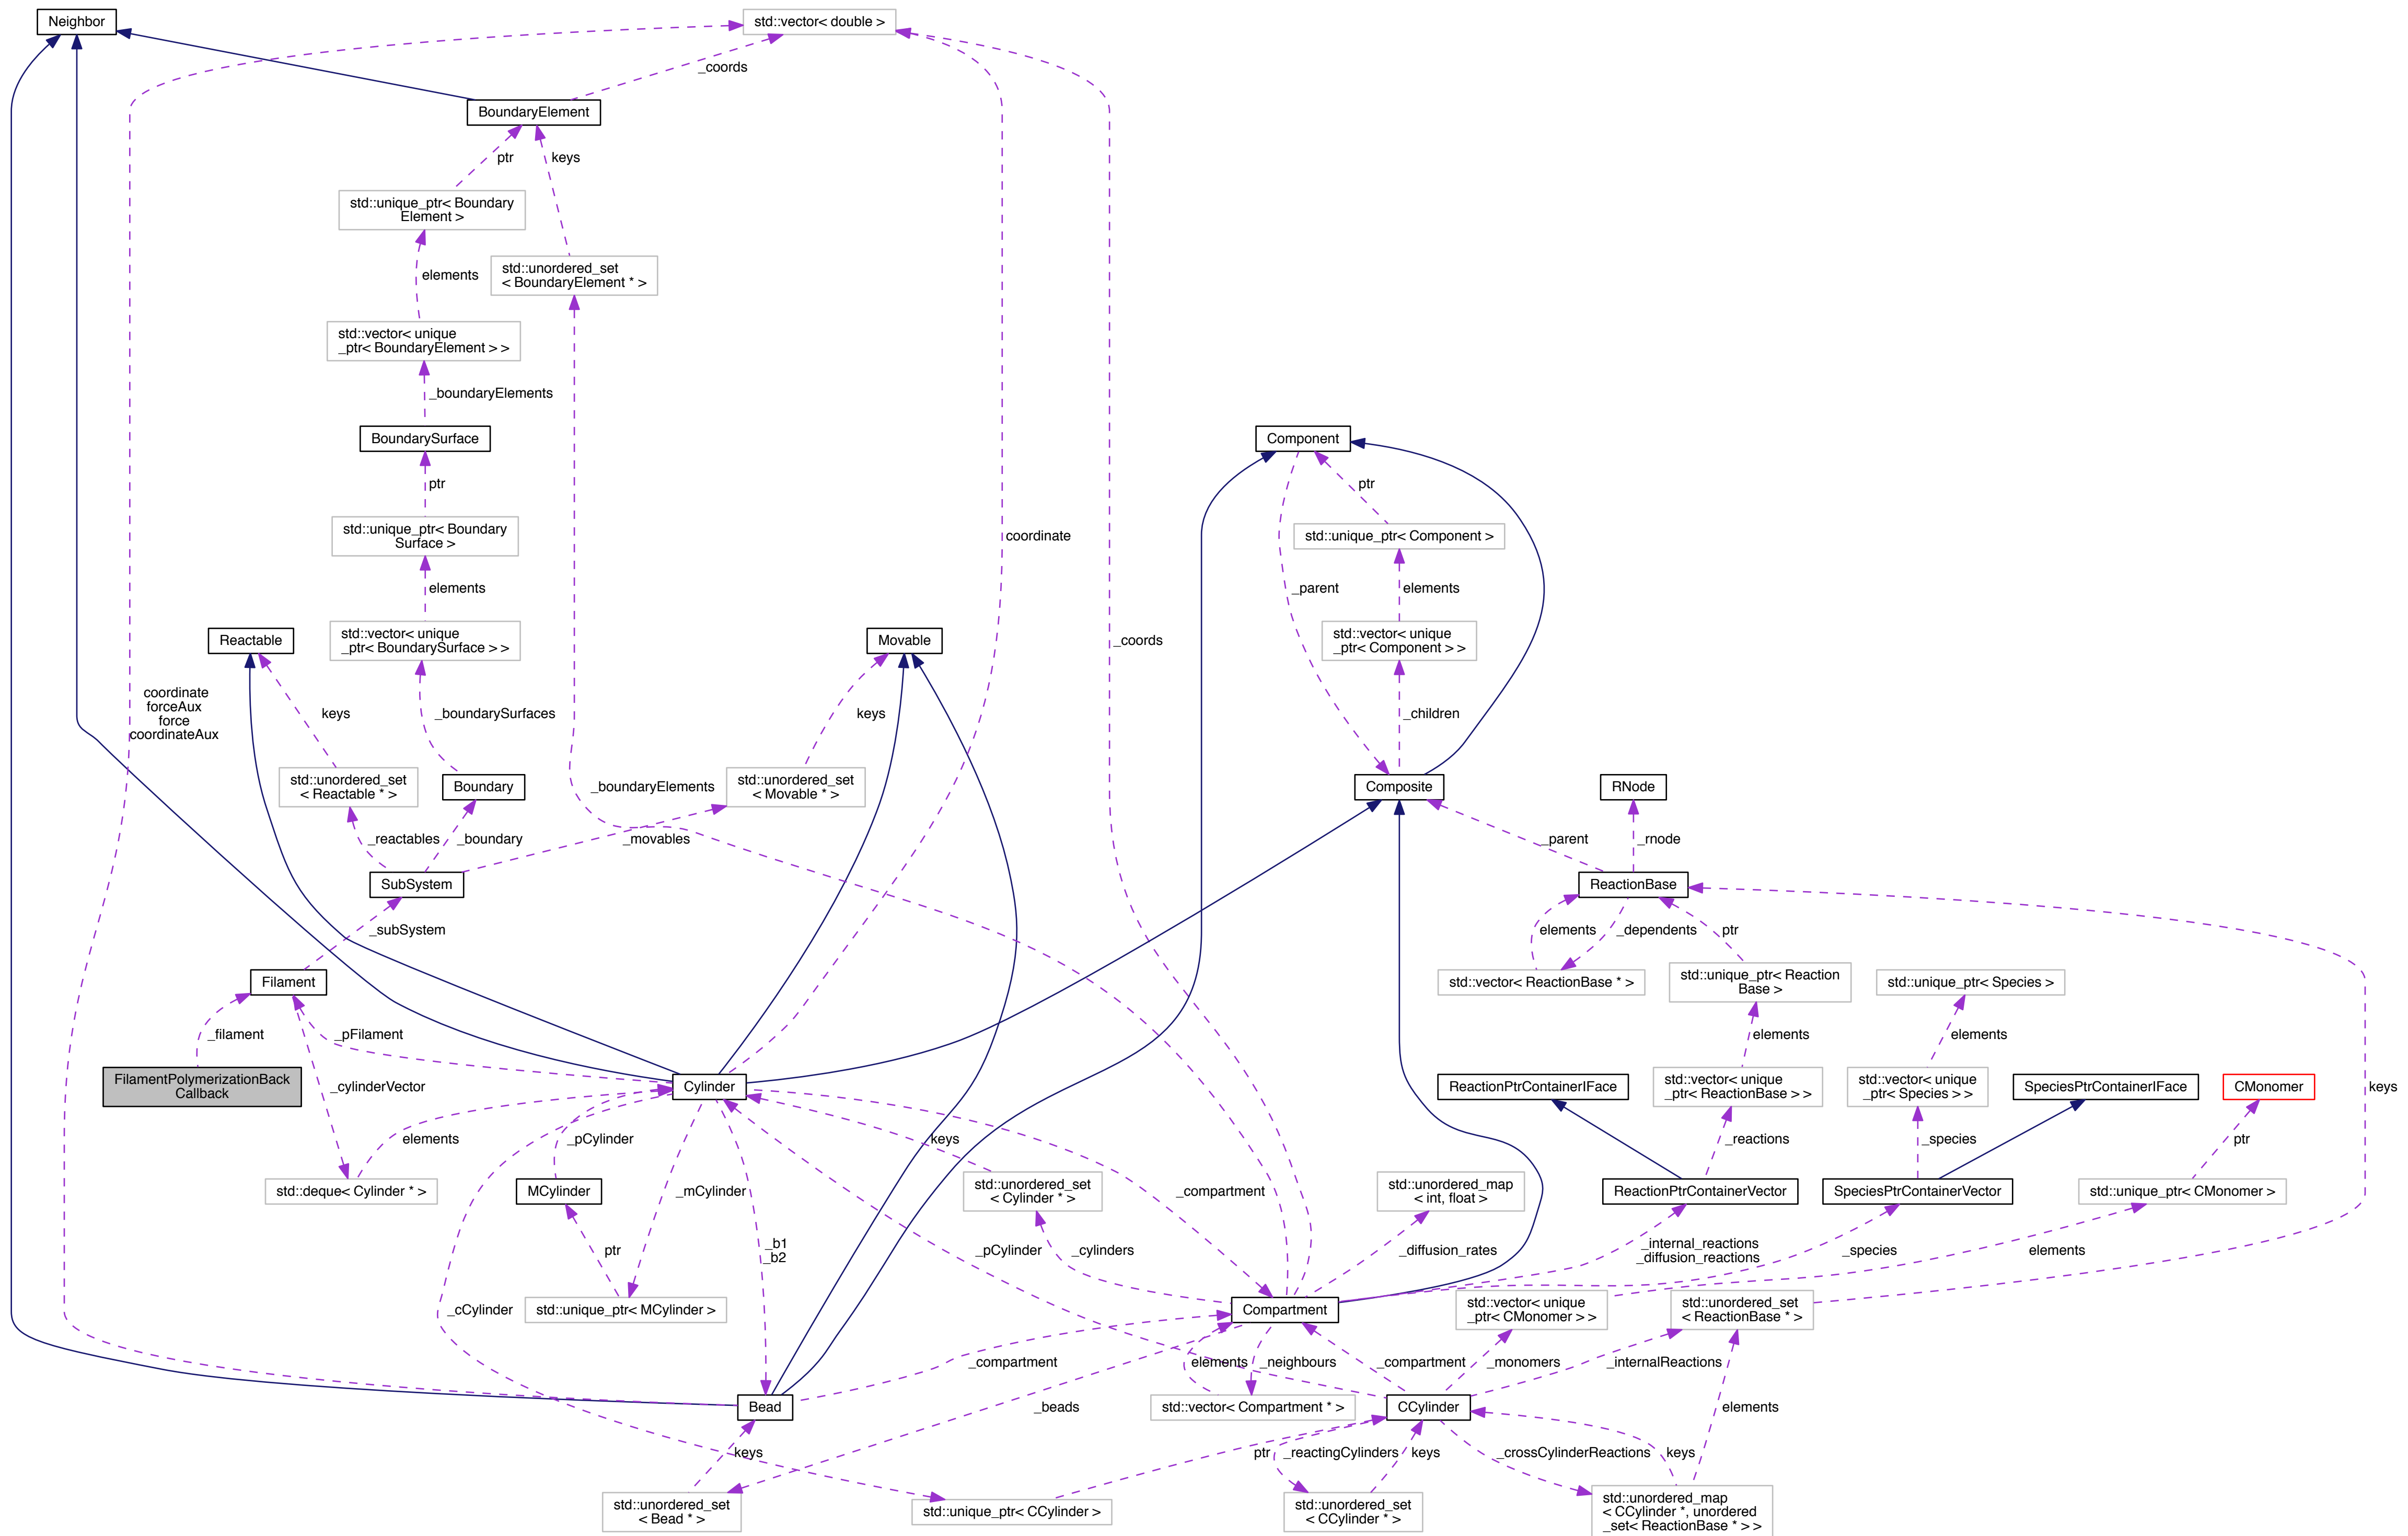 Neighbor
std::vector< double >
_coords
BoundaryElement
ptr
keys
std::unique_ptr< Boundary
Element >
elements
std::unordered_set
< BoundaryElement * >
std::vector< unique
_ptr< BoundaryElement > >
_boundaryElements
BoundarySurface
Component
ptr
ptr
std::unique_ptr< Boundary
Surface >
std::unique_ptr< Component >
coordinate
elements
_parent
elements
Reactable
std::vector< unique
_ptr< BoundarySurface > >
Movable
_coords
std::vector< unique
_ptr< Component > >
coordinate
forceAux
force
coordinateAux
keys
_boundarySurfaces
keys
_children
std::unordered_set
< Reactable * >
Boundary
_boundaryElements
std::unordered_set
< Movable * >
Composite
RNode
_reactables
_boundary
_movables
_parent
_rnode
SubSystem
ReactionBase
_subSystem
elements
_dependents
ptr
Filament
std::vector< ReactionBase * >
std::unique_ptr< Reaction
Base >
std::unique_ptr< Species >
_filament
_pFilament
elements
elements
FilamentPolymerizationBack
Callback
_cylinderVector
Cylinder
ReactionPtrContainerIFace
std::vector< unique
_ptr< ReactionBase > >
std::vector< unique
_ptr< Species > >
SpeciesPtrContainerIFace
CMonomer
keys
elements
_pCylinder
keys
_reactions
_species
ptr
std::deque< Cylinder * >
MCylinder
_mCylinder
std::unordered_set
< Cylinder * >
_compartment
std::unordered_map
< int, float >
ReactionPtrContainerVector
SpeciesPtrContainerVector
std::unique_ptr< CMonomer >
ptr
_b1
_b2
_pCylinder
_cylinders
_diffusion_rates
_internal_reactions
_diffusion_reactions
_species
elements
_cCylinder
std::unique_ptr< MCylinder >
Compartment
std::vector< unique
_ptr< CMonomer > >
std::unordered_set
< ReactionBase * >
_compartment
elements
_neighbours
_compartment
_monomers
_internalReactions
Bead
_beads
std::vector< Compartment * >
CCylinder
elements
keys
ptr
_reactingCylinders
keys
_crossCylinderReactions
keys
std::unordered_set
< Bead * >
std::unique_ptr< CCylinder >
std::unordered_set
< CCylinder * >
std::unordered_map
< CCylinder *, unordered
_set< ReactionBase * > >